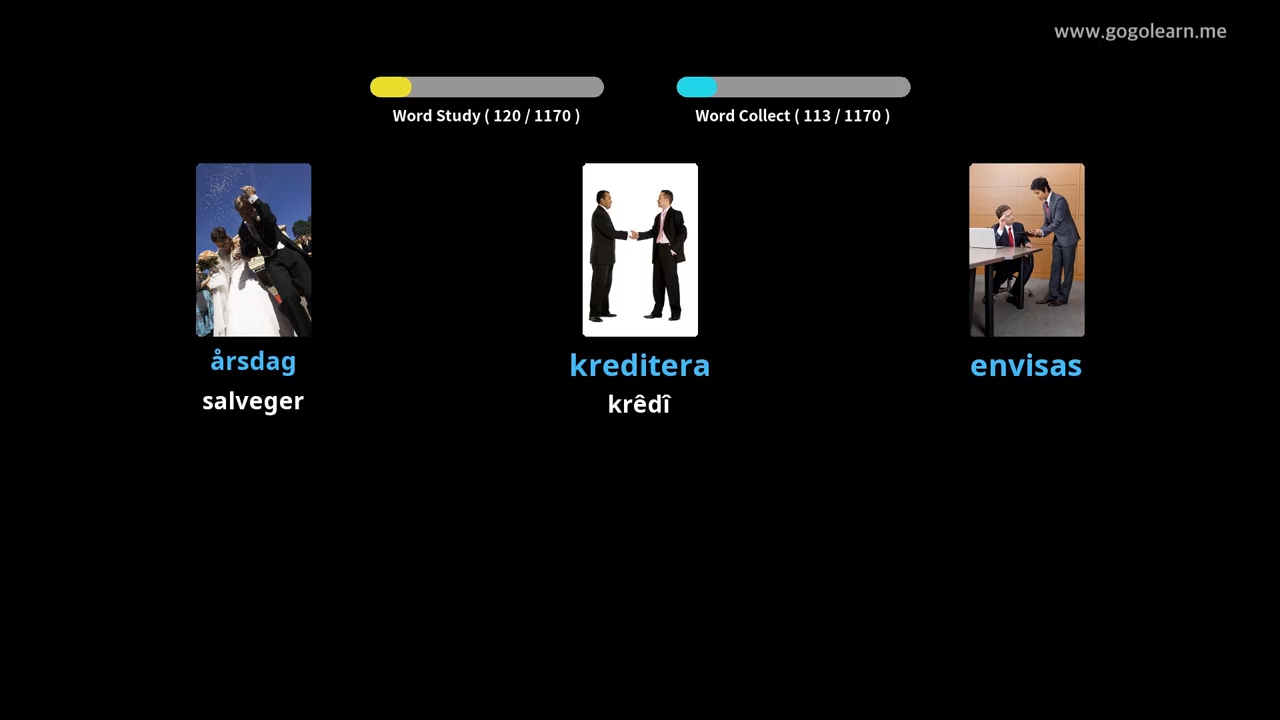 www.gogolearn.me
Word Study ( 120 / 1170 )
Word Collect ( 113 / 1170 )
årsdag
kreditera
envisas
salveger
krêdî